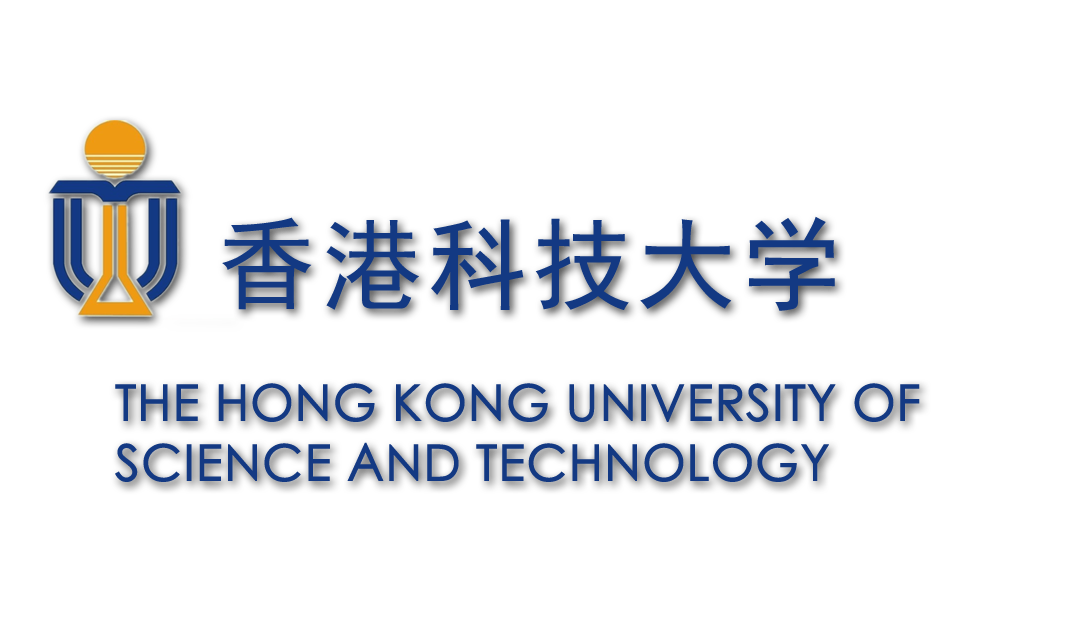 香港科技大学
THE HONG KONG UNIVERSITY OF
SCIENCE AND TECHNOLOGY